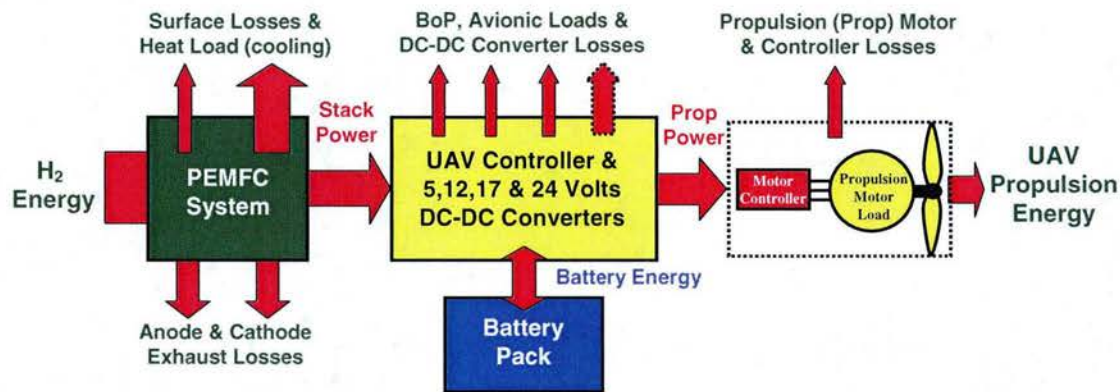 Surface Losses &
Heat Load (cooling)
BoP, Avionic Loads &
DC-DC Converter Losses
Propulsion (Prop) Motor
& Controller Losses
H₂
Energy
PEMFC
System
Stack
Power
UAV Controller &
5,12,17 & 24 Volts
DC-DC Converters
Prop
Power
Motor
Controller
Propulsion
Motor
Load
UAV
Propulsion
Energy
Anode & Cathode
Exhaust Losses
Battery Energy
Battery
Pack